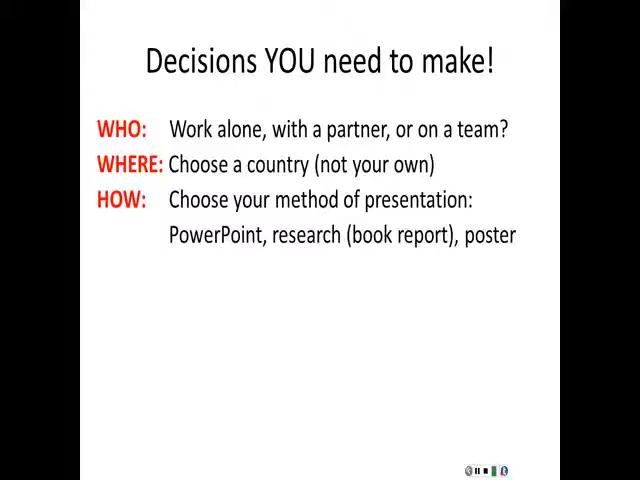 Decisions YOU need to make!
WHO: Work alone, with a partner, or on a team?
WHERE: Choose a country (not your own)
HOW: Choose your method of presentation:
PowerPoint, research (book report), poster